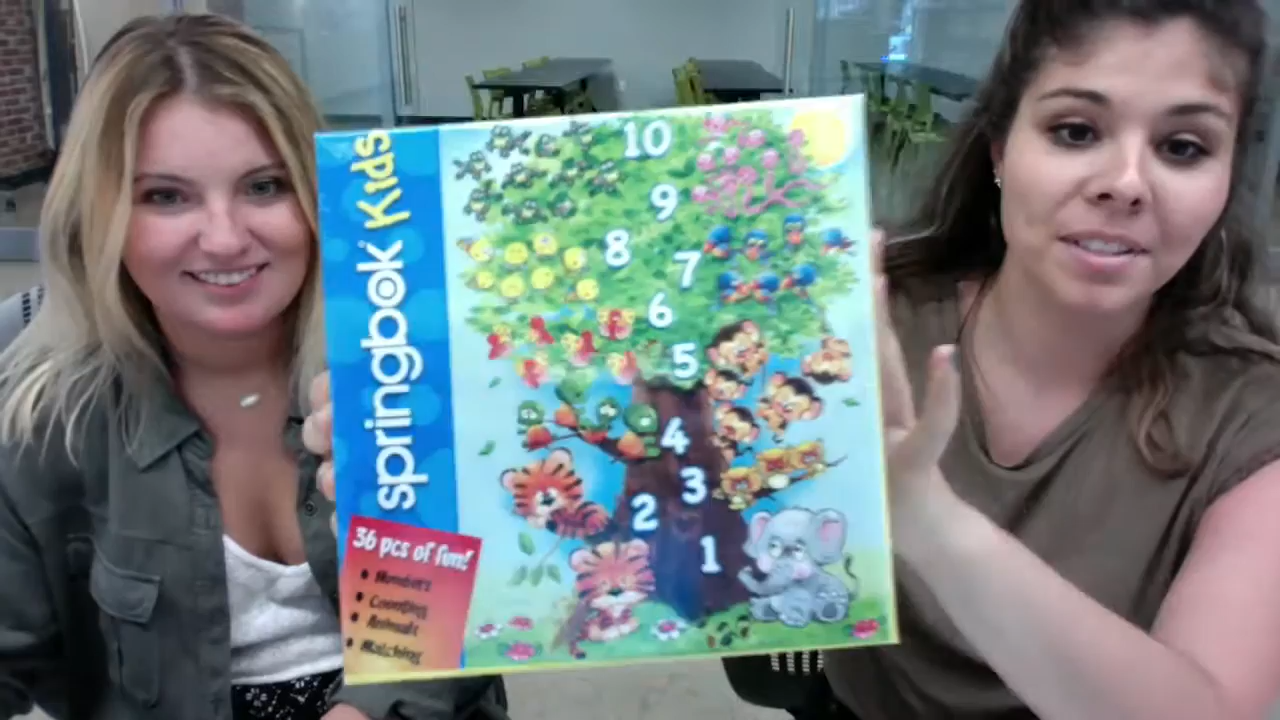 springbok Kids
36 pcs of fun!
• Numbers
• Counting
• Animals
• Matching
10
9
8
7
6
5
4
3
2
1